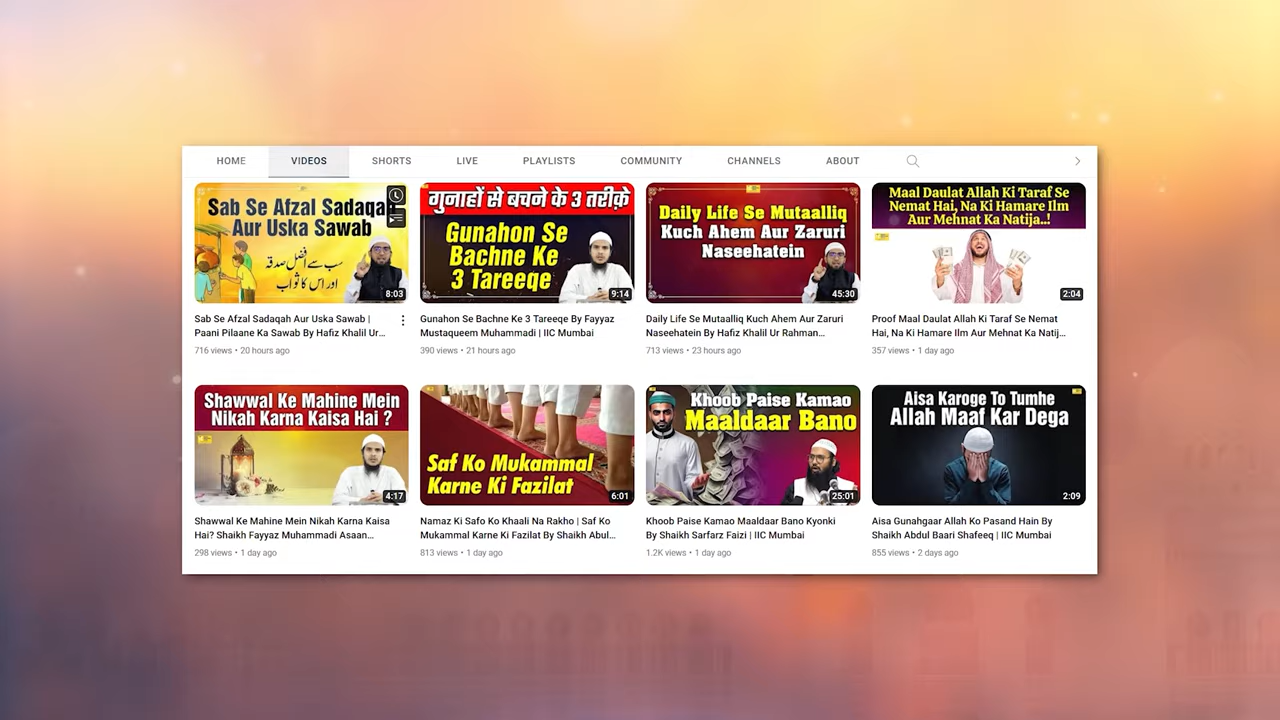 HOME VIDEOS SHORTS LIVE PLAYLISTS COMMUNITY CHANNELS ABOUT
Sab Se Afzal Sadaqah
Aur Uska Sawab
سب سے افضل صدقہ
اور اس کا ثواب
8:03
Sab Se Afzal Sadaqah Aur Uska Sawab |
Paani Pilaane Ka Sawab By Hafiz Khalil Ur...
716 views • 20 hours ago
गुनाहों से बचने के 3 तरीक़े
Gunahon Se
Bachne Ke
3 Tareeqe
9:14
Gunahon Se Bachne Ke 3 Tareeqe By Fayyaz
Mustaqueem Muhammadi | IIC Mumbai
390 views • 21 hours ago
Daily Life Se Mutaalliq
Kuch Ahem Aur Zaruri
Naseehatein
45:30
Daily Life Se Mutaalliq Kuch Ahem Aur Zaruri
Naseehatein By Hafiz Khalil Ur Rahman...
713 views • 23 hours ago
Maal Daulat Allah Ki Taraf Se
Nemat Hai, Na Ki Hamare Ilm
Aur Mehnat Ka Natija..!
2:04
Proof Maal Daulat Allah Ki Taraf Se Nemat
Hai, Na Ki Hamare Ilm Aur Mehnat Ka Natij...
357 views • 1 day ago
Shawwal Ke Mahine Mein
Nikah Karna Kaisa Hai ?
4:17
Shawwal Ke Mahine Mein Nikah Karna Kaisa
Hai? Shaikh Fayyaz Muhammadi Asaan...
298 views • 1 day ago
Saf Ko Mukammal
Karne Ki Fazilat
6:01
Namaz Ki Safo Ko Khaali Na Rakho | Saf Ko
Mukammal Karne Ki Fazilat By Shaikh Abul...
813 views • 1 day ago
Khoob Paise Kamao
Maaldaar Bano
25:01
Khoob Paise Kamao Maaldaar Bano Kyonki
By Shaikh Sarfarz Faizi | IIC Mumbai
1.2K views • 1 day ago
Aisa Karoge To Tumhe
Allah Maaf Kar Dega
2:09
Aisa Gunahgaar Allah Ko Pasand Hain By
Shaikh Abdul Baari Shafeeq | IIC Mumbai
855 views • 2 days ago